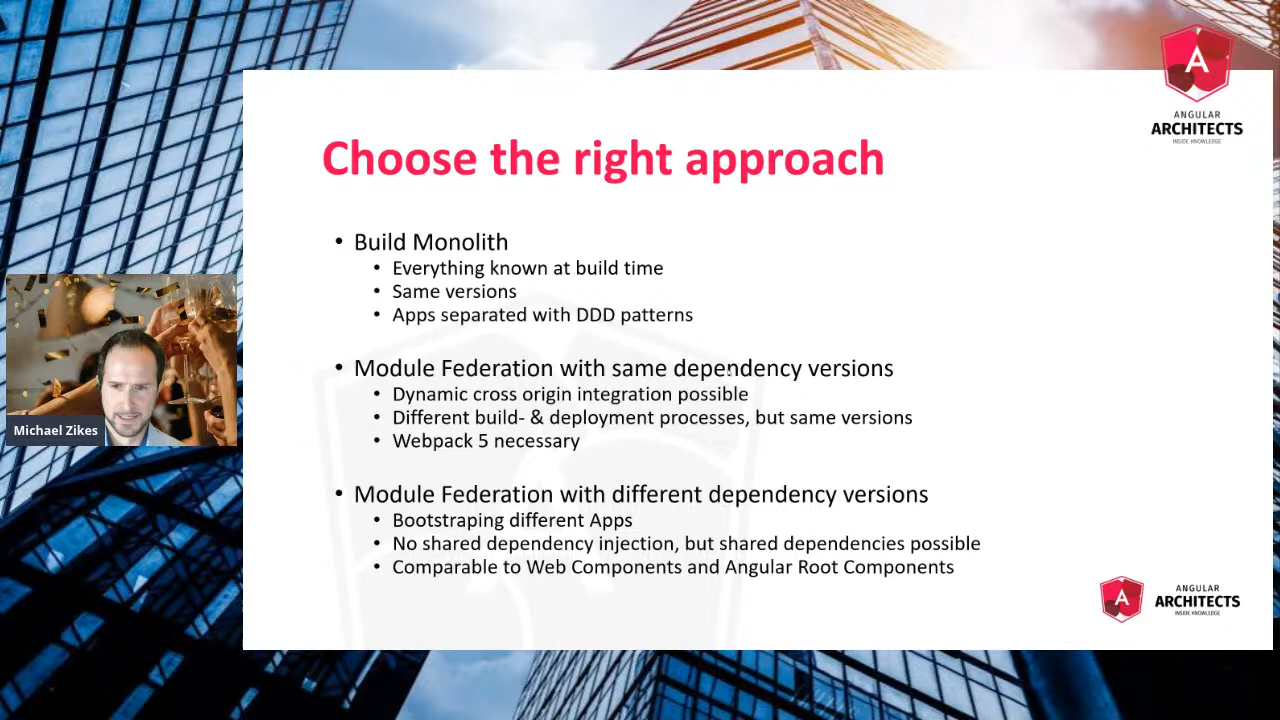 ANGULAR
ARCHITECTS
INSIDE KNOWLEDGE
Choose the right approach
• Build Monolith
• Everything known at build time
• Same versions
• Apps separated with DDD patterns
• Module Federation with same dependency versions
• Dynamic cross origin integration possible
• Different build- & deployment processes, but same versions
• Webpack 5 necessary
• Module Federation with different dependency versions
• Bootstraping different Apps
• No shared dependency injection, but shared dependencies possible
• Comparable to Web Components and Angular Root Components
Michael Zikes
A
ANGULAR
ARCHITECTS
INSIDE KNOWLEDGE